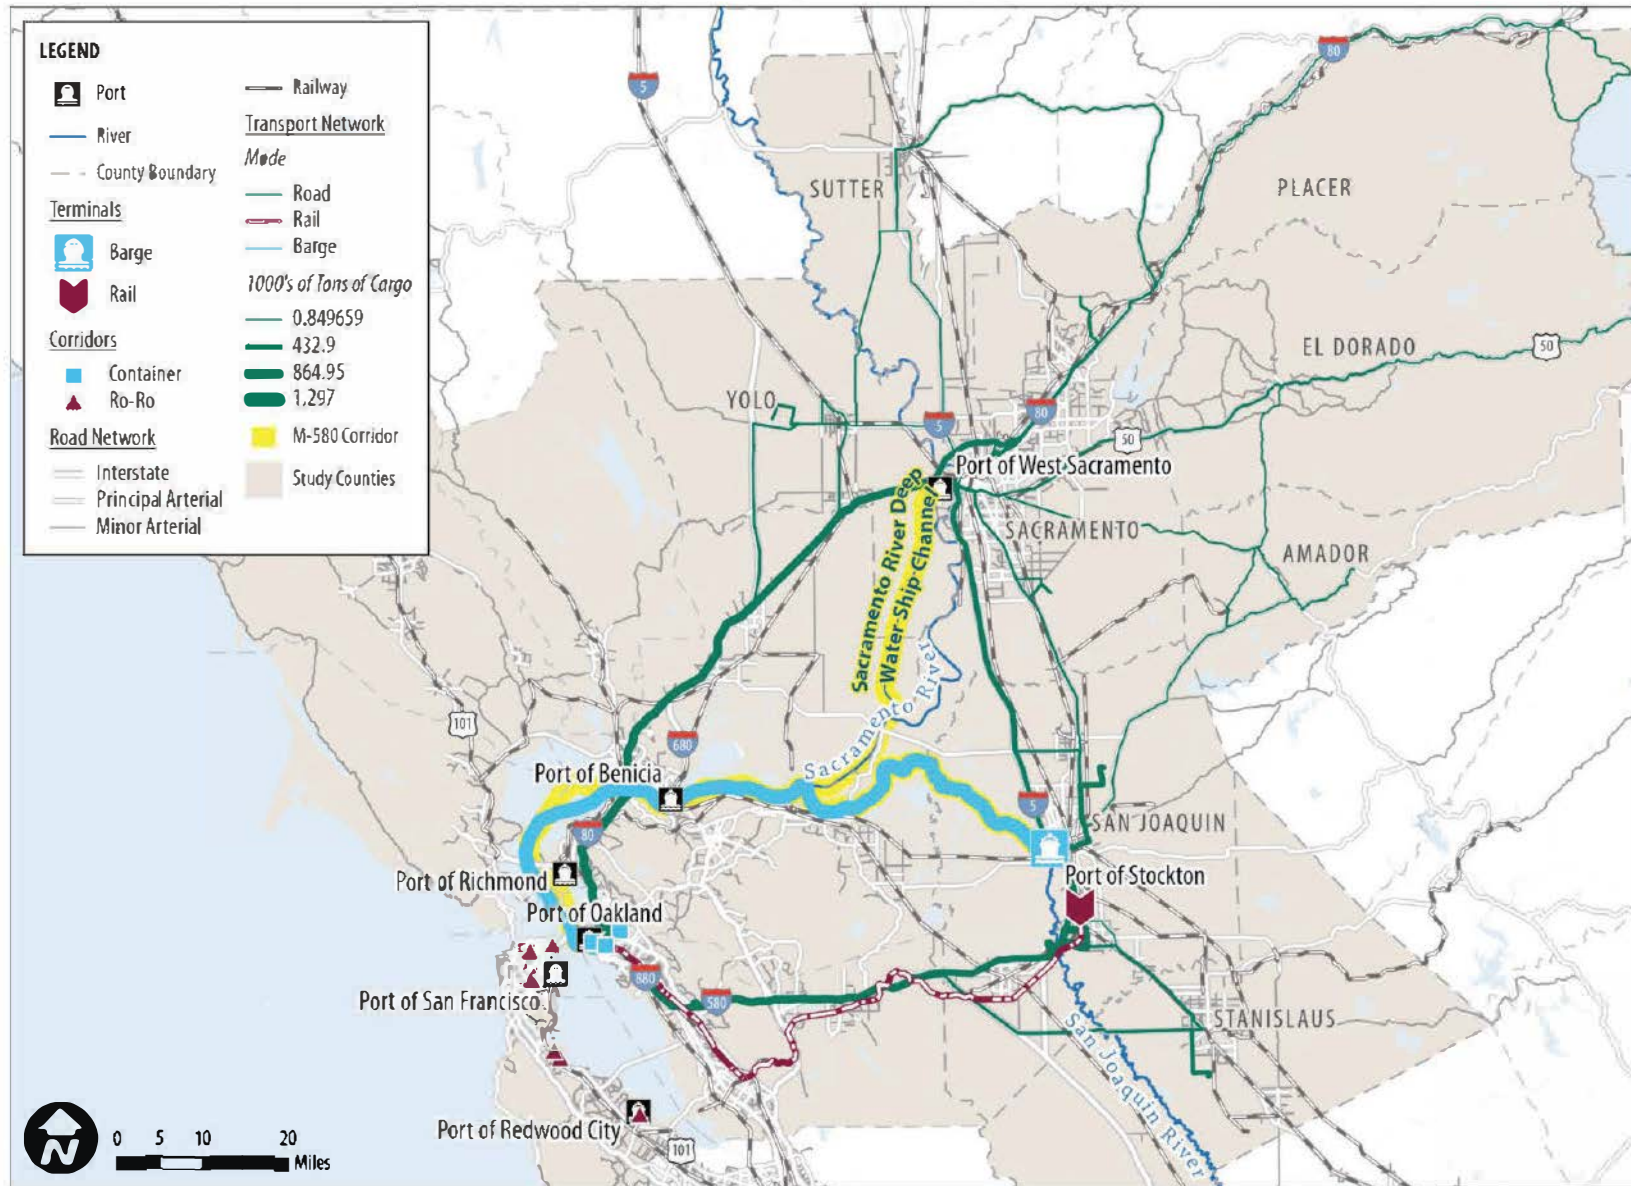 LEGEND
Port
River
County Boundary
Terminals
Barge
Rail
Corridors
Container
Ro-Ro
Road Network
Interstate
Principal Arterial
Minor Arterial
Railway
Transport Network
Mode
Road
Rail
Barge
1000's of Tons of Cargo
0.849659
432.9
864.95
1,297
M-580 Corridor
Study Counties
5
80
SUTTER
PLACER
EL DORADO
50
YOLO
5
80
50
Port of West Sacramento
SACRAMENTO
AMADOR
Sacramento River Deep
Water Ship Channel
Sacramento River
101
680
Port of Benicia
80
5
SAN JOAQUIN
Port of Stockton
Port of Richmond
Port of Oakland
880
580
Port of San Francisco
STANISLAUS
San Joaquin River
Port of Redwood City
101
N
0 5 10 20
Miles